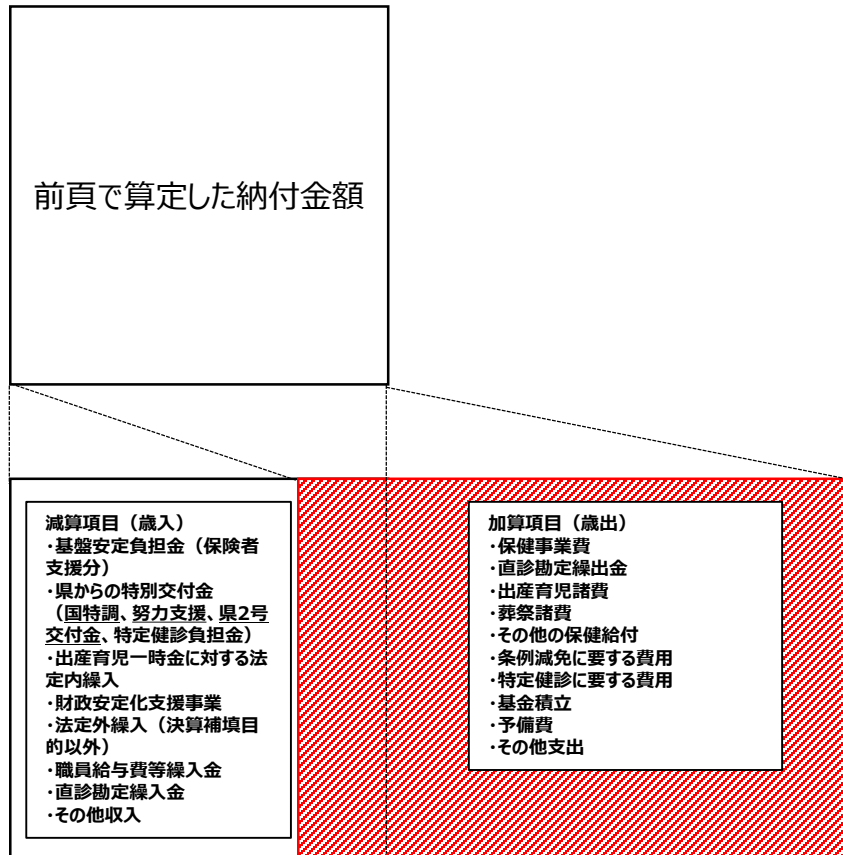 前頁で算定した納付金額
減算項目（歳入）
・基盤安定負担金（保険者
支援分）
・県からの特別交付金
（国特調、努力支援、県2号
交付金、特定健診負担金）
・出産育児一時金に対する法
定内繰入
・財政安定化支援事業
・法定外繰入（決算補填目
的以外）
・職員給与費等繰入金
・直診勘定繰入金
・その他収入
加算項目（歳出）
・保健事業費
・直診勘定繰出金
・出産育児諸費
・葬祭諸費
・その他の保健給付
・条例減免に要する費用
・特定健診に要する費用
・基金積立
・予備費
・その他支出